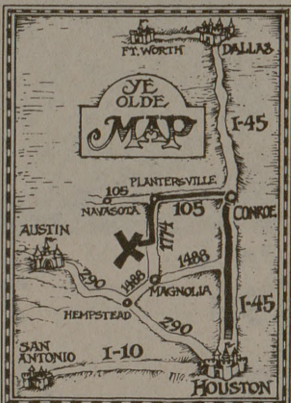 FT. WORTH
DALLAS
YE
OLDE
MAP
I-45
PLANTERSVILLE
105
NAVASOTA
105
CONROE
AUSTIN
1774
1488
290
1488
MAGNOLIA
I-45
HEMPSTEAD
290
SAN
ANTONIO
I-10
HOUSTON